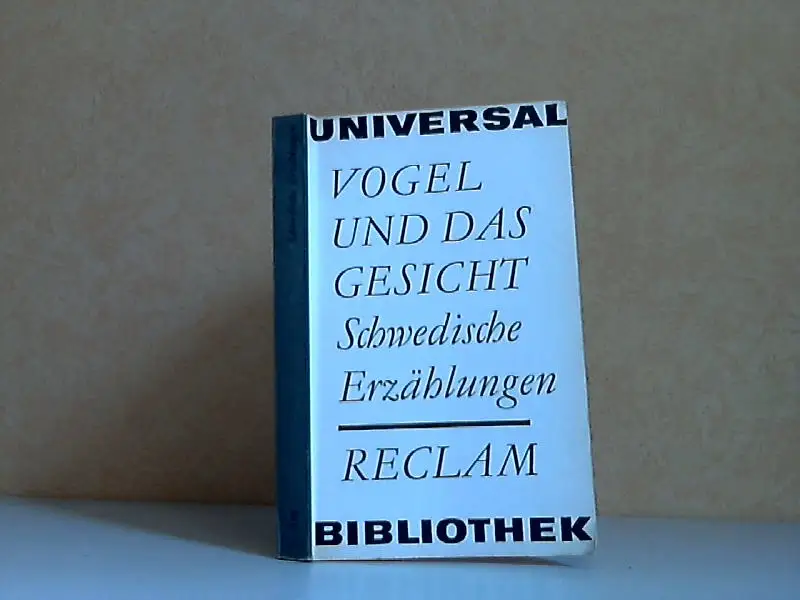 UNIVERSAL
VOGEL
UND DAS
GESICHT
Schwedische
Erzählungen
RECLAM
BIBLIOTHEK